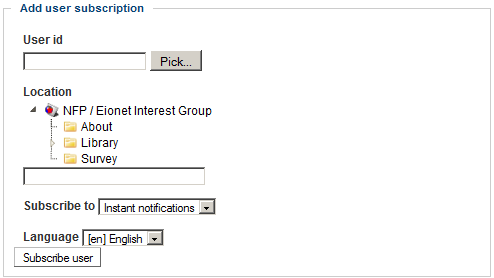 Add user subscription
User id
Pick...
Location
NFP / Eionet Interest Group
About
Library
Survey
Subscribe to Instant notifications
Language [en] English
Subscribe user